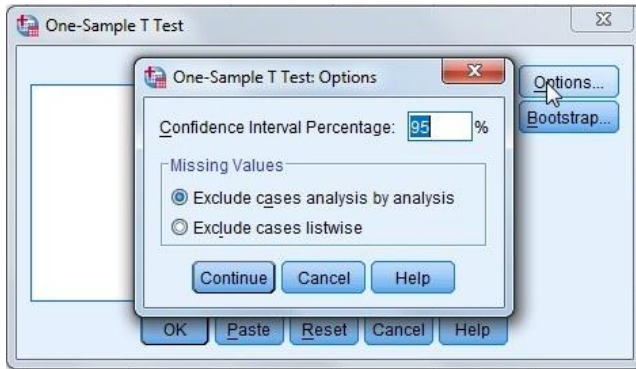 One-Sample T Test
One-Sample T Test: Options
Options...
Bootstrap...
Confidence Interval Percentage: 95 %
Missing Values
Exclude cases analysis by analysis
Exclude cases listwise
Continue Cancel Help
OK Paste Reset Cancel Help